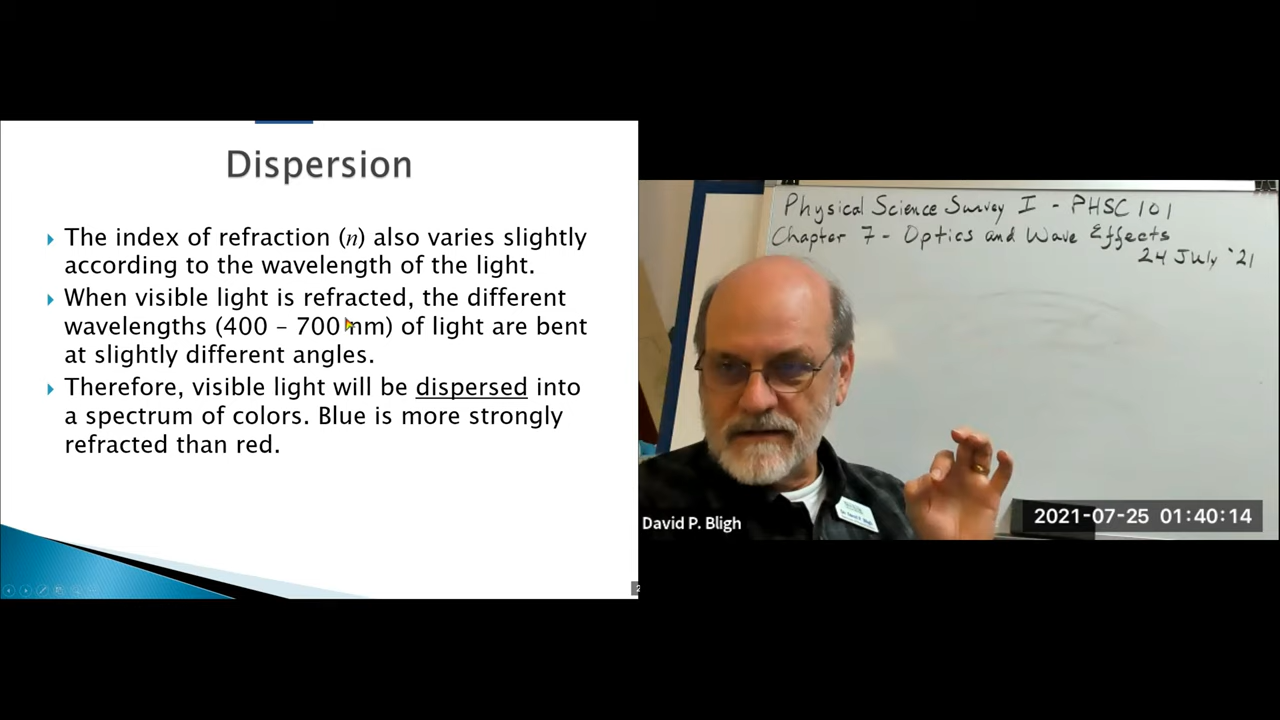 Dispersion
The index of refraction (n) also varies slightly
according to the wavelength of the light.
When visible light is refracted, the different
wavelengths (400 – 700 nm) of light are bent
at slightly different angles.
Therefore, visible light will be dispersed into
a spectrum of colors. Blue is more strongly
refracted than red.
Physical Science Survey I - PHSC 101
Chapter 7 - Optics and Wave Effects
24 July '21
David P. Bligh
2021-07-25 01:40:14